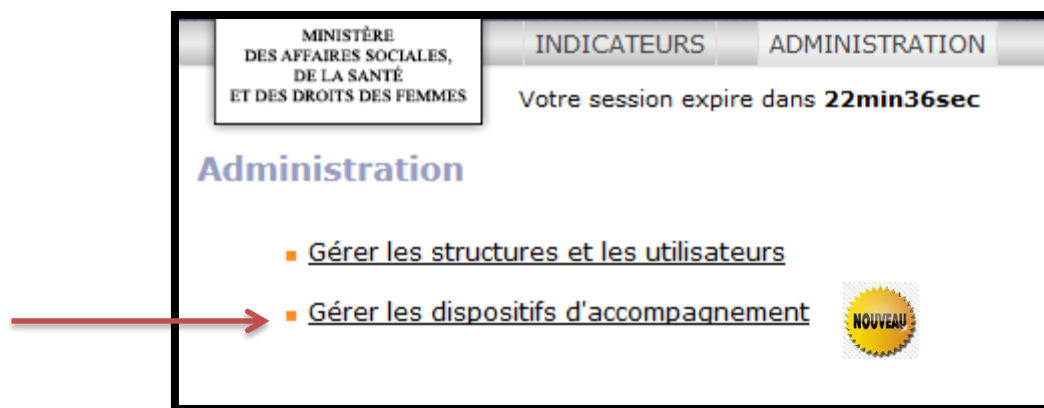 MINISTÈRE
DES AFFAIRES SOCIALES,
DE LA SANTÉ
ET DES DROITS DES FEMMES
INDICATEURS
ADMINISTRATION
Votre session expire dans 22min36sec
Administration
Gérer les structures et les utilisateurs
Gérer les dispositifs d'accompagnement
NOUVEAU